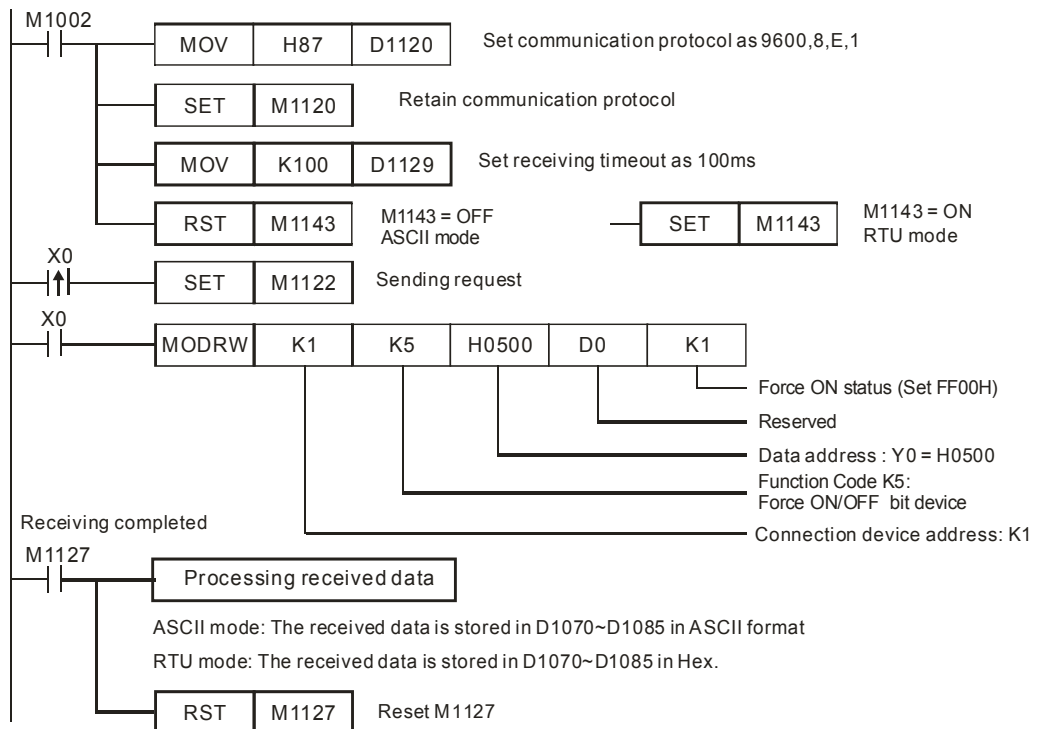 M1002
MOV H87 D1120 Set communication protocol as 9600,8,E,1
SET M1120 Retain communication protocol
MOV K100 D1129 Set receiving timeout as 100ms
RST M1143 M1143 = OFF
ASCII mode
SET M1143 M1143 = ON
RTU mode
X0
SET M1122 Sending request
X0
MODRW K1 K5 H0500 D0 K1
Force ON status (Set FF00H)
Reserved
Data address : Y0 = H0500
Function Code K5:
Force ON/OFF bit device
Connection device address: K1
Receiving completed
M1127
Processing received data
ASCII mode: The received data is stored in D1070~D1085 in ASCII format
RTU mode: The received data is stored in D1070~D1085 in Hex.
RST M1127 Reset M1127